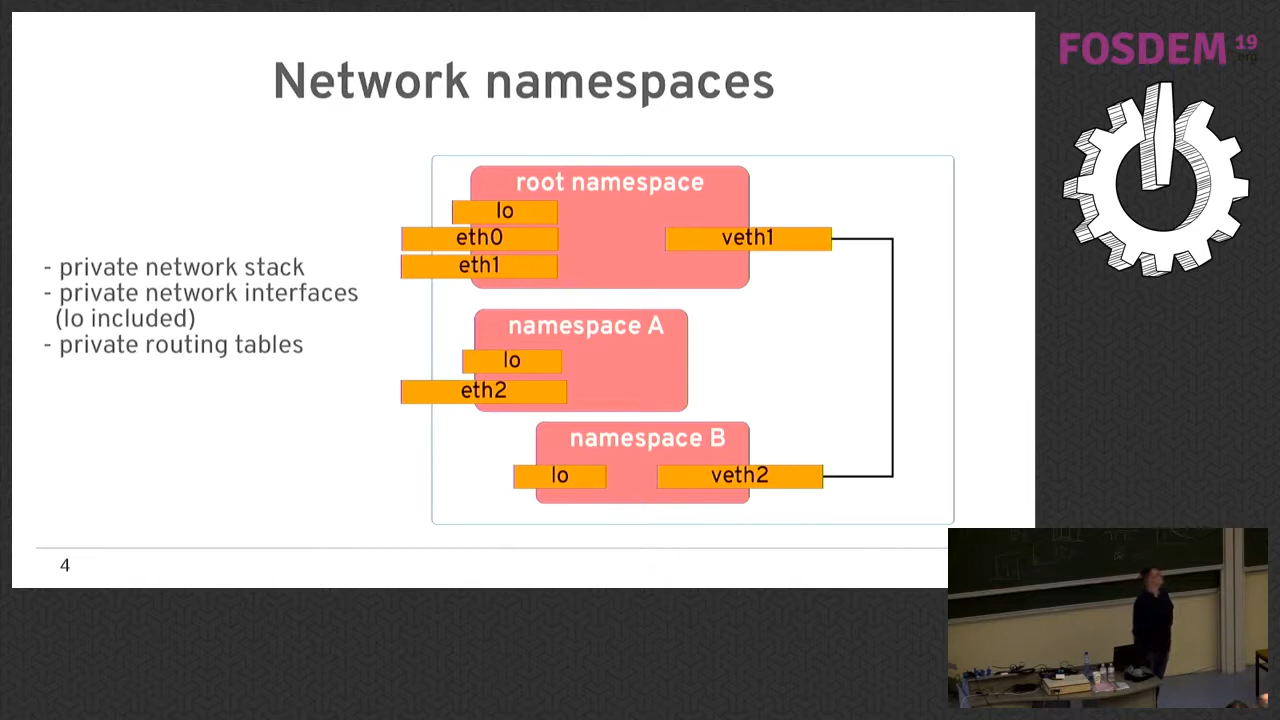 Network namespaces
- private network stack
- private network interfaces
(lo included)
- private routing tables
root namespace
lo
eth0
eth1
veth1
namespace A
lo
eth2
namespace B
lo
veth2
4
FOSDEM 19
.org